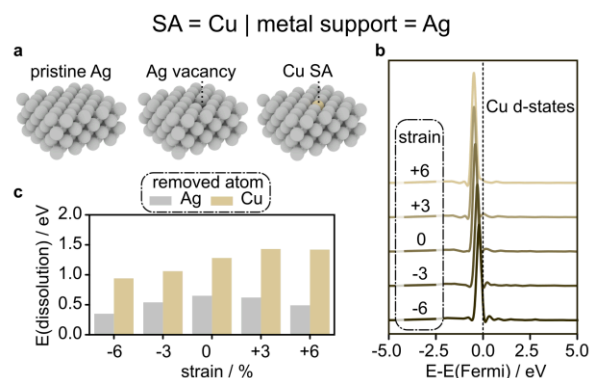 SA = Cu | metal support = Ag
a
pristine Ag
Ag vacancy
Cu SA
b
Cu d-states
strain
+6
+3
0
-3
-6
-5.0 -2.5 0.0 2.5 5.0
E-E(Fermi) / eV
c
removed atom
Ag Cu
E(dissolution) / eV
2.0
1.5
1.0
0.5
0.0
-6 -3 0 +3 +6
strain / %